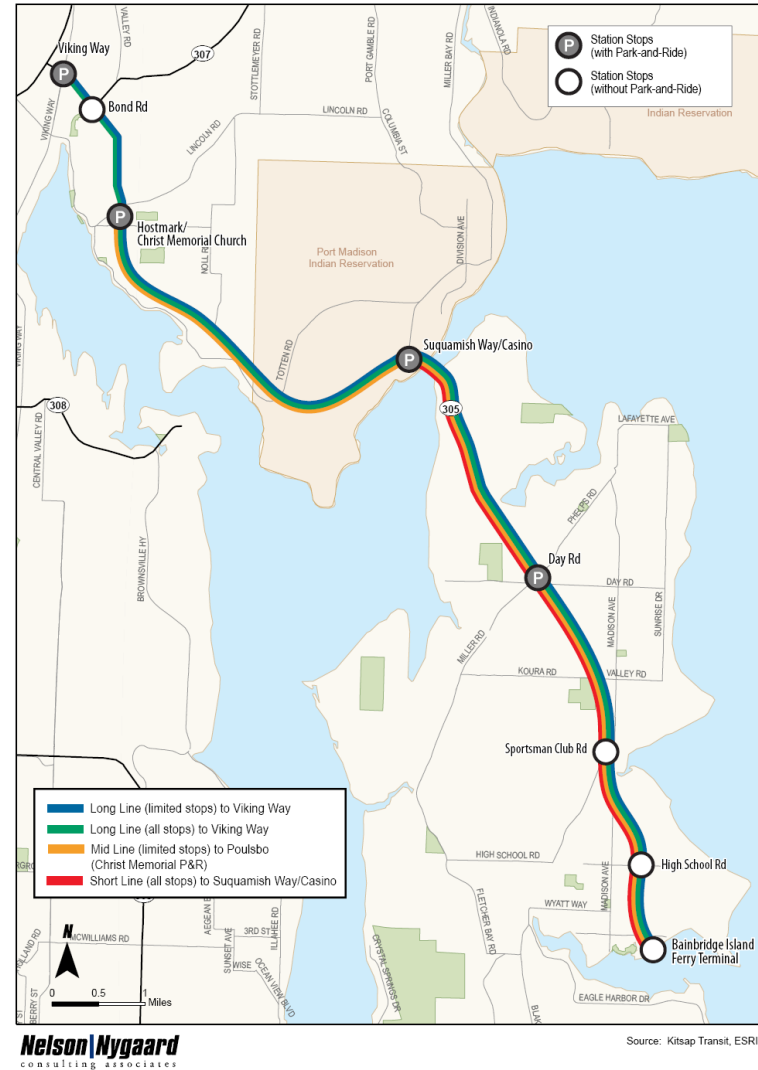 Viking Way
VALLEY RD
307
Bond Rd
VIKING WAY
STOTTLEMEYER RD
PORT GAMBLE RD
MILLER BAY RD
INDIANOLA RD
Station Stops
(with Park-and-Ride)
Station Stops
(without Park-and-Ride)
Indian Reservation
LINCOLN RD
LINCOLN RD
COLUMBIA ST
P
P
P
P
P
Hostmark/
Christ Memorial Church
NOLL RD
Port Madison
Indian Reservation
DIVISION AVE
TOTTEN RD
Suquamish Way/Casino
305
308
CENTRAL VALLEY RD
BROWNSVILLE HY
LAFAYETTE AVE
PHELPS RD
Day Rd
DAY RD
MADISON AVE
SUNRISE DR
MILLER RD
KOURA RD
VALLEY RD
Sportsman Club Rd
Long Line (limited stops) to Viking Way
Long Line (all stops) to Viking Way
Mid Line (limited stops) to Poulsbo
(Christ Memorial P&R)
Short Line (all stops) to Suquamish Way/Casino
HIGH SCHOOL RD
High School Rd
MADISON AVE
WYATT WAY
FLETCHER BAY RD
Bainbridge Island
Ferry Terminal
EAGLE HARBOR DR
CRYSTAL SPRINGS DR
N
MCWILLIAMS RD
3RD ST
SUNSET AVE
ILLAHEE RD
WISE
OCEAN VIEW BLVD
0 0.5 1
Miles
Nelson|Nygaard
consulting associates
Source: Kitsap Transit, ESRI